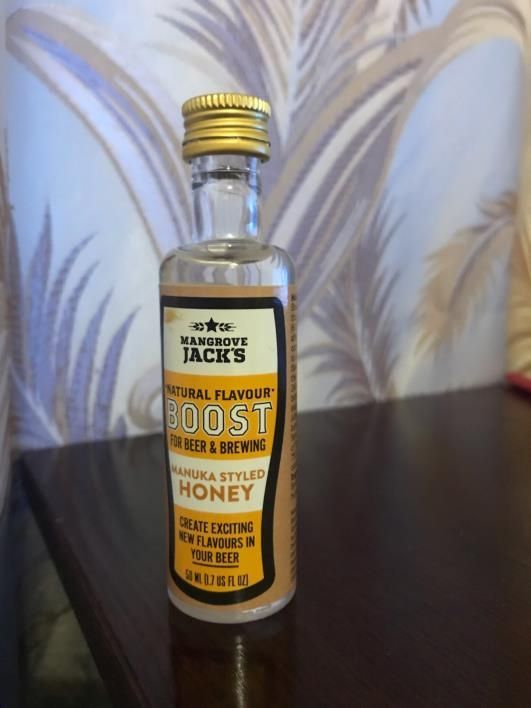 MANGROVE
JACK'S
·NATURAL FLAVOUR·
BOOST
FOR BEER & BREWING
MANUKA STYLED
HONEY
CREATE EXCITING
NEW FLAVOURS IN
YOUR BEER
50 ML (1.7 US FL OZ)